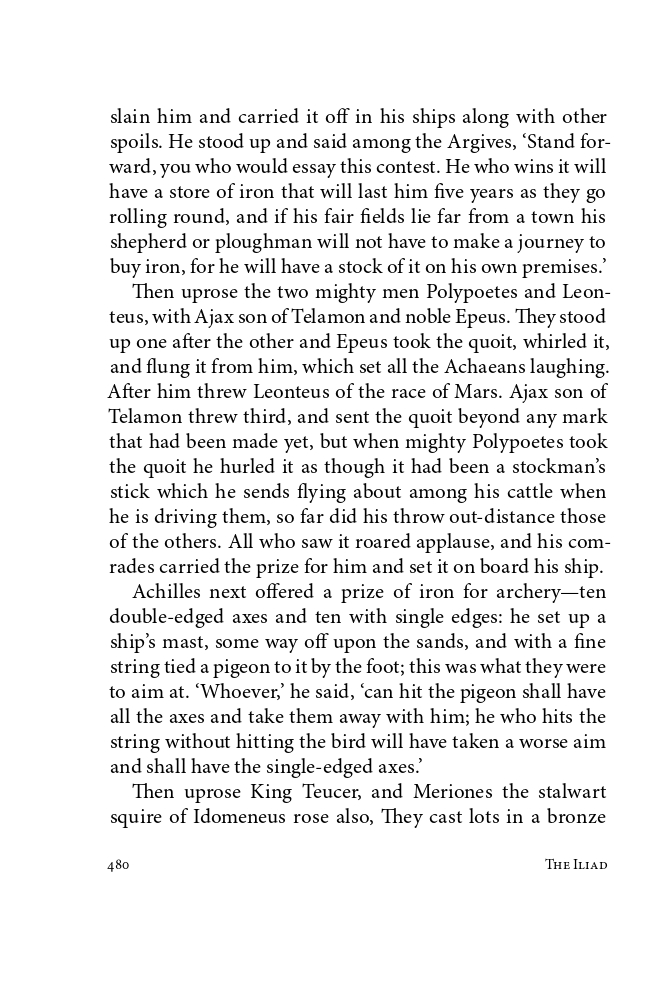 slain him and carried it off in his ships along with other
spoils. He stood up and said among the Argives, ‘Stand for-
ward, you who would essay this contest. He who wins it will
have a store of iron that will last him five years as they go
rolling round, and if his fair fields lie far from a town his
shepherd or ploughman will not have to make a journey to
buy iron, for he will have a stock of it on his own premises.’
Then uprose the two mighty men Polypoetes and Leon-
teus, with Ajax son of Telamon and noble Epeus. They stood
up one after the other and Epeus took the quoit, whirled it,
and flung it from him, which set all the Achaeans laughing.
After him threw Leonteus of the race of Mars. Ajax son of
Telamon threw third, and sent the quoit beyond any mark
that had been made yet, but when mighty Polypoetes took
the quoit he hurled it as though it had been a stockman’s
stick which he sends flying about among his cattle when
he is driving them, so far did his throw out-distance those
of the others. All who saw it roared applause, and his com-
rades carried the prize for him and set it on board his ship.
Achilles next offered a prize of iron for archery—ten
double-edged axes and ten with single edges: he set up a
ship’s mast, some way off upon the sands, and with a fine
string tied a pigeon to it by the foot; this was what they were
to aim at. ‘Whoever,’ he said, ‘can hit the pigeon shall have
all the axes and take them away with him; he who hits the
string without hitting the bird will have taken a worse aim
and shall have the single-edged axes.’
Then uprose King Teucer, and Meriones the stalwart
squire of Idomeneus rose also, They cast lots in a bronze
480 The Iliad